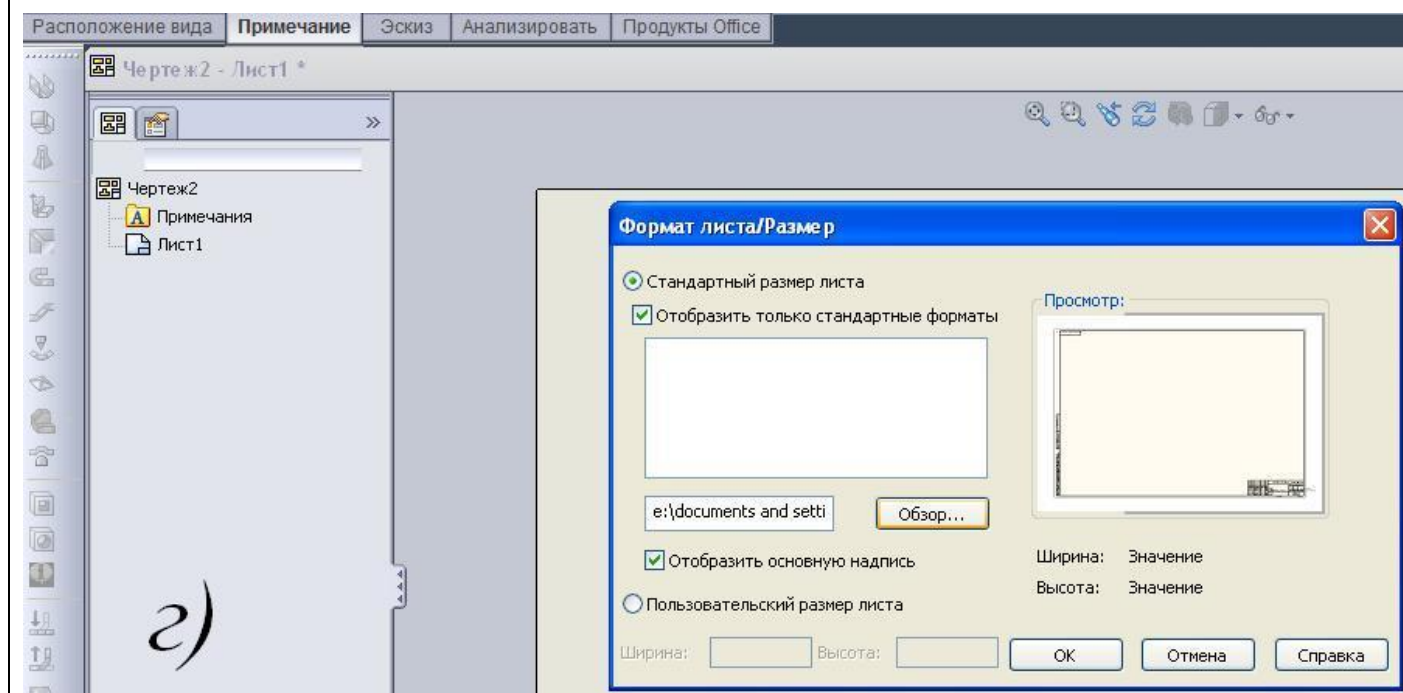 Расположение вида Примечание Эскиз Анализировать Продукты Office
Чертеж2 - Лист1 *
Чертеж2
Примечания
Лист1
Формат листа/Размер
Стандартный размер листа
Отобразить только стандартные форматы
Просмотр:
e:\documents and setti Обзор...
Отобразить основную надпись
Ширина: Значение
Высота: Значение
Пользовательский размер листа
Ширина: Высота: ОК Отмена Справка
г)